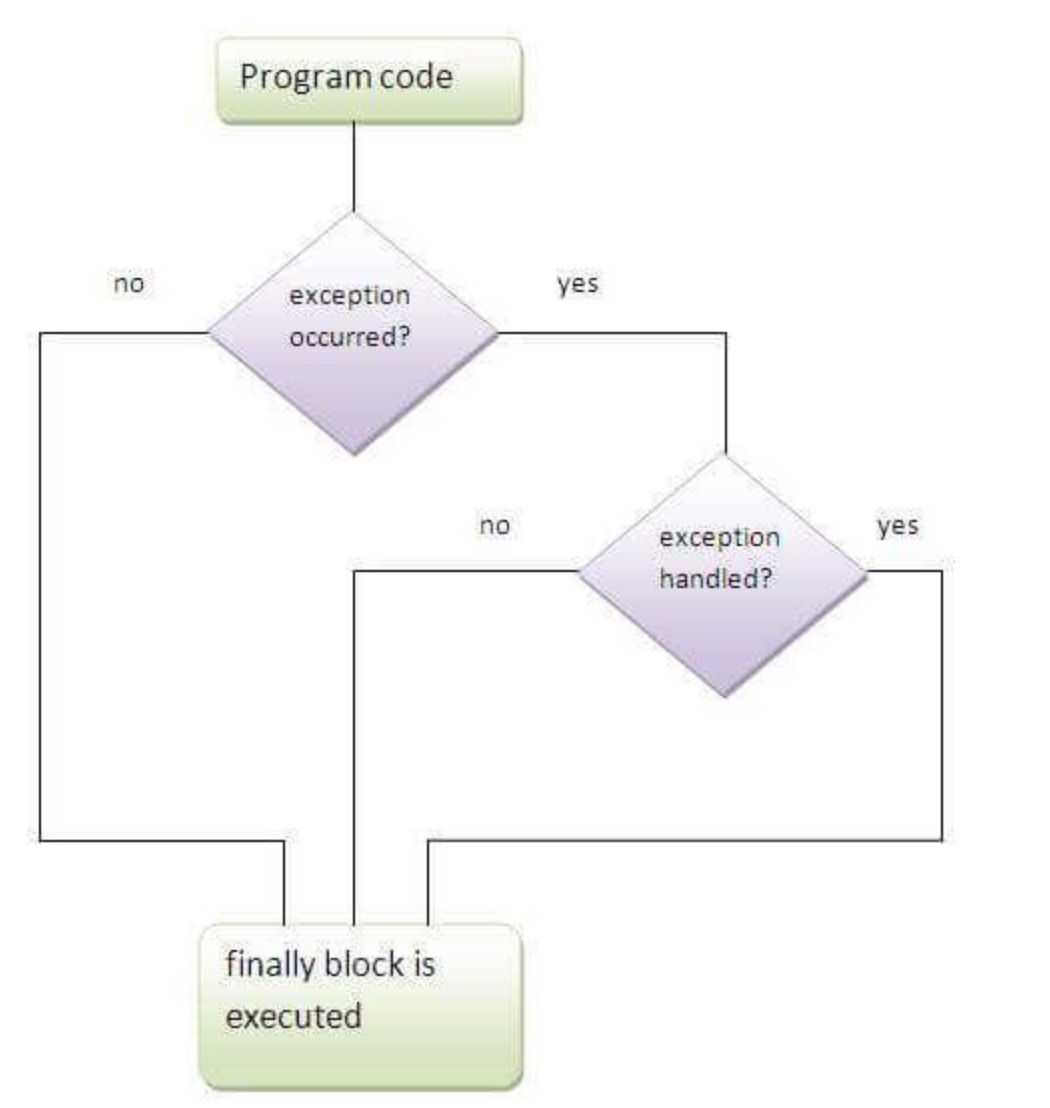 Program code
no
exception
occurred?
yes
no
exception
handled?
yes
finally block is
executed